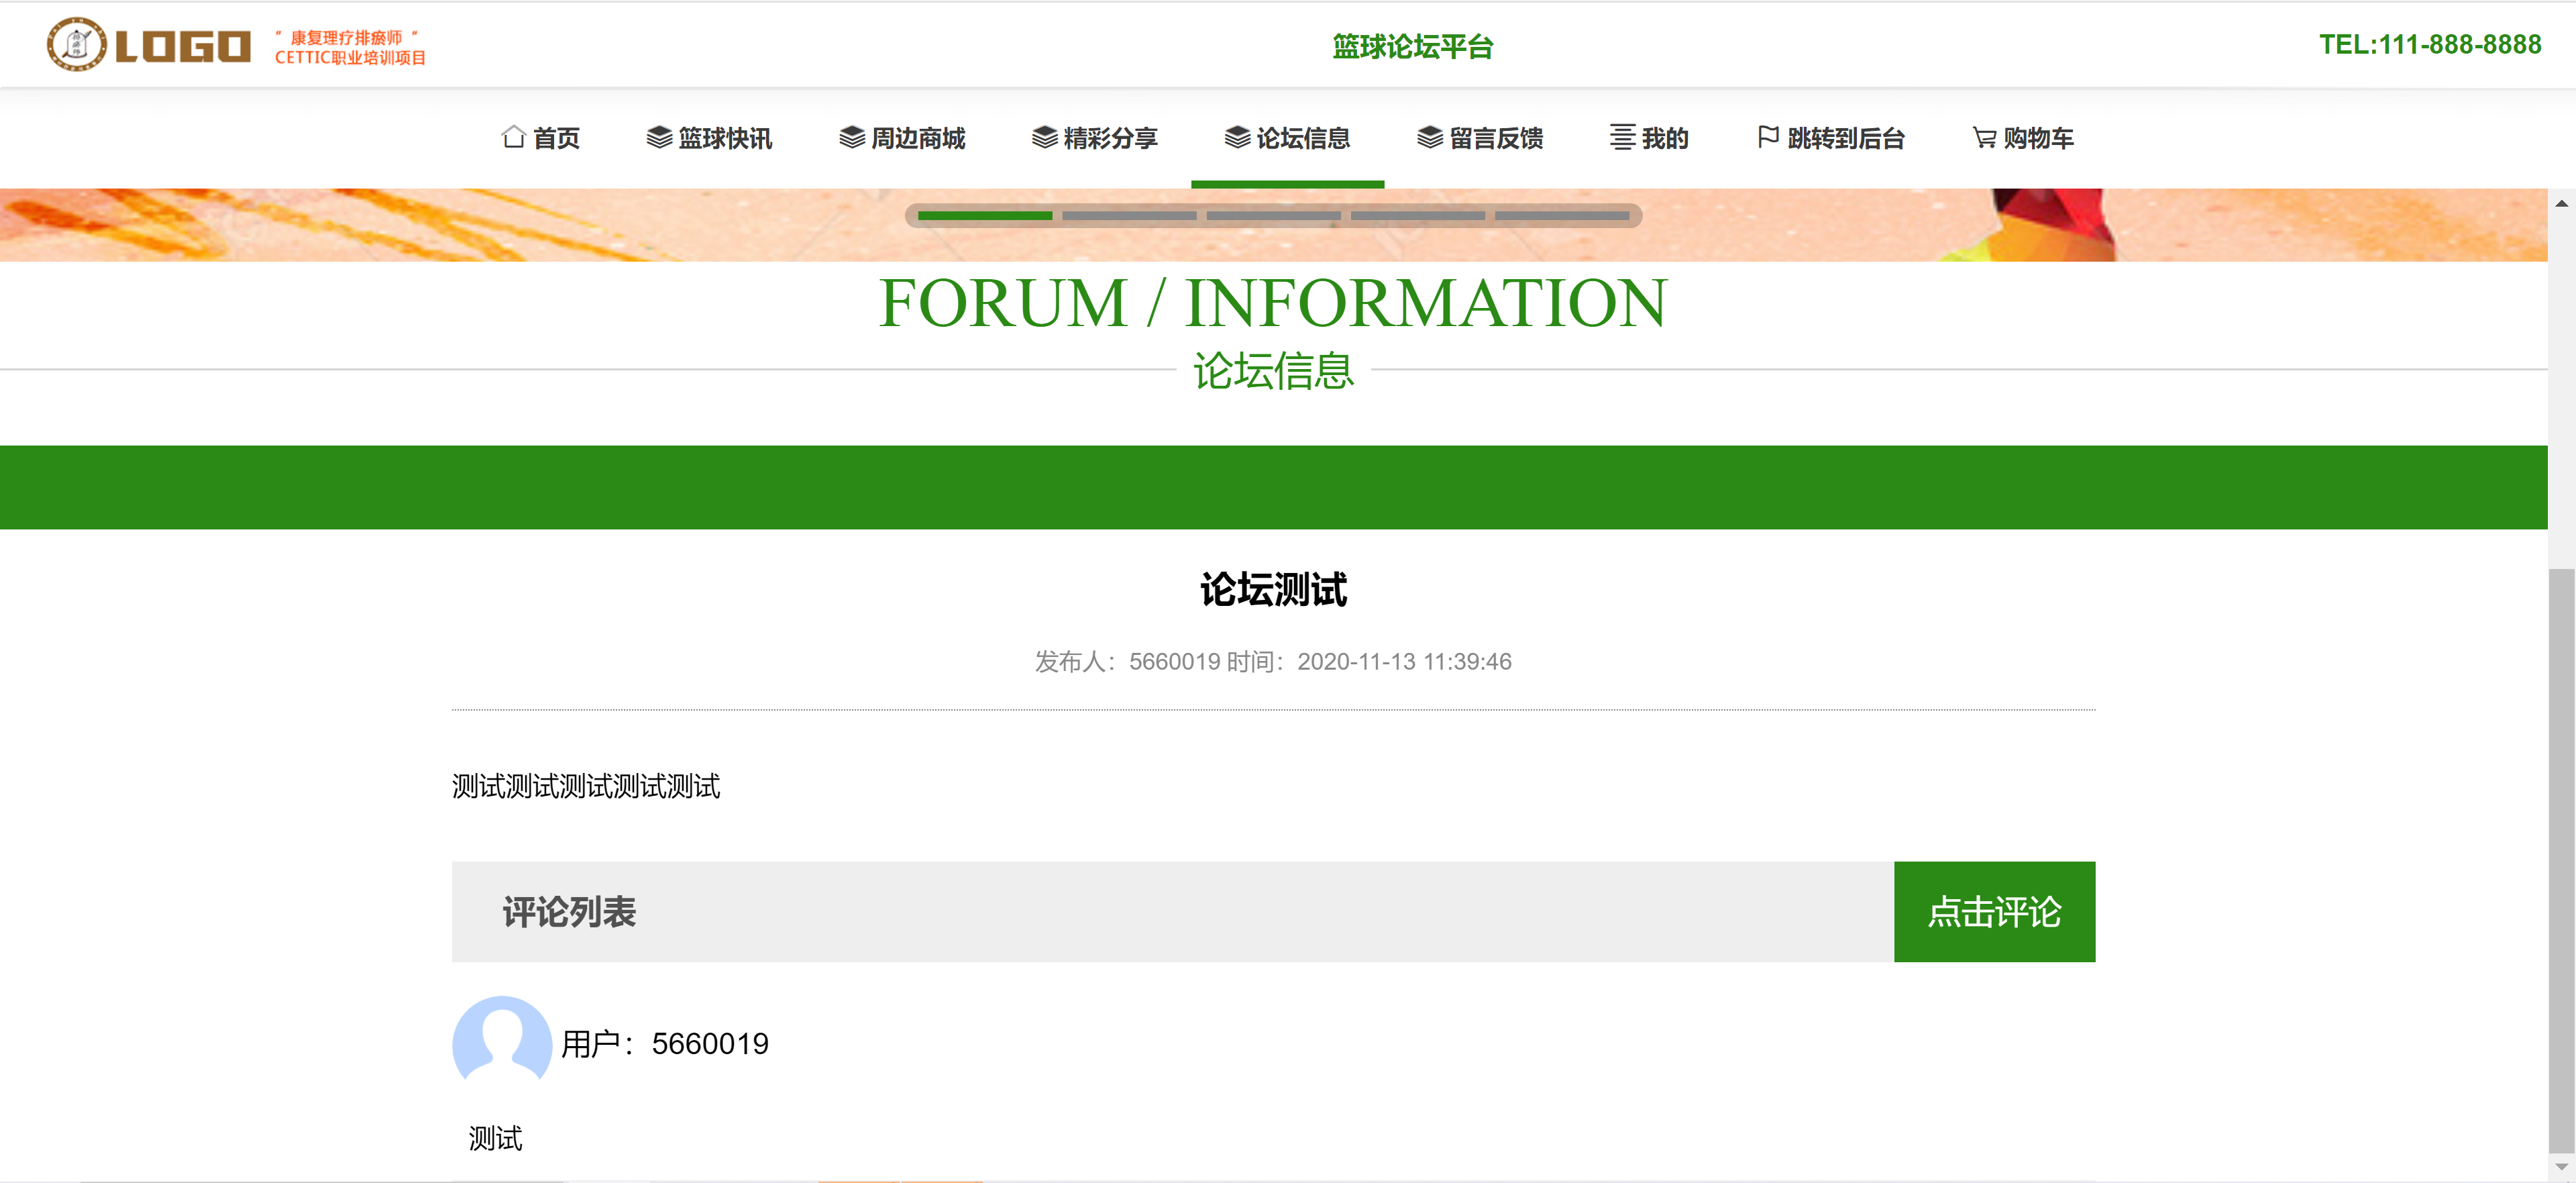 LOGO
" 康复理疗排瘀师 "
CETTIC职业培训项目
篮球论坛平台
TEL:111-888-8888
首页
篮球快讯
周边商城
精彩分享
论坛信息
留言反馈
我的
跳转到后台
购物车
FORUM / INFORMATION
论坛信息
论坛测试
发布人：5660019 时间：2020-11-13 11:39:46
测试测试测试测试测试
评论列表
点击评论
用户：5660019
测试